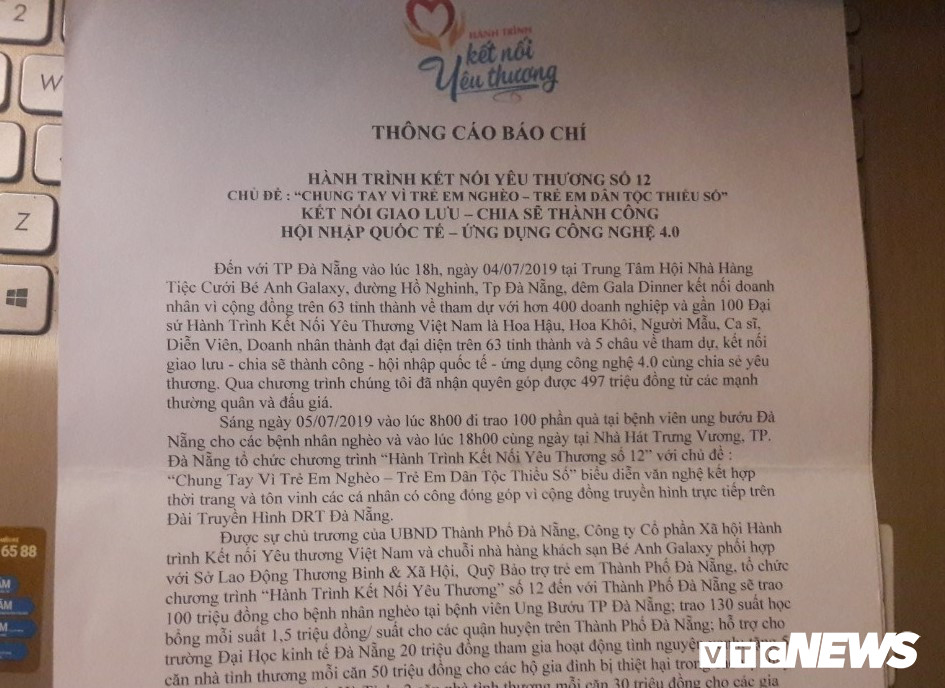 2
W
Z
HÀNH TRÌNH
kết nối
Yêu thương
THÔNG CÁO BÁO CHÍ
HÀNH TRÌNH KẾT NỐI YÊU THƯƠNG SỐ 12
CHỦ ĐỀ : “CHUNG TAY VÌ TRẺ EM NGHÈO – TRẺ EM DÂN TỘC THIỂU SỐ”
KẾT NỐI GIAO LƯU – CHIA SẼ THÀNH CÔNG
HỘI NHẬP QUỐC TẾ – ỨNG DỤNG CÔNG NGHỆ 4.0
Đến với TP Đà Nẵng vào lúc 18h, ngày 04/07/2019 tại Trung Tâm Hội Nhà Hàng
Tiệc Cưới Bé Anh Galaxy, đường Hồ Nghinh, Tp Đà Nẵng, đêm Gala Dinner kết nối doanh
nhân vì cộng đồng trên 63 tỉnh thành về tham dự với hơn 400 doanh nghiệp và gần 100 Đại
sứ Hành Trình Kết Nối Yêu Thương Việt Nam là Hoa Hậu, Hoa Khôi, Người Mẫu, Ca sĩ,
Diễn Viên, Doanh nhân thành đạt đại diện trên 63 tỉnh thành và 5 châu về tham dự, kết nối
giao lưu - chia sẽ thành công - hội nhập quốc tế - ứng dụng công nghệ 4.0 cùng chia sẻ yêu
thương. Qua chương trình chúng tôi đã nhận quyên góp được 497 triệu đồng từ các mạnh
thường quân và đấu giá.
Sáng ngày 05/07/2019 vào lúc 8h00 đi trao 100 phần quà tại bệnh viên ung bướu Đà
Nẵng cho các bệnh nhân nghèo và vào lúc 18h00 cùng ngày tại Nhà Hát Trưng Vương, TP.
Đà Nẵng tổ chức chương trình “Hành Trình Kết Nối Yêu Thương số 12” với chủ đề :
“Chung Tay Vì Trẻ Em Nghèo – Trẻ Em Dân Tộc Thiểu Số” biểu diễn văn nghệ kết hợp
thời trang và tôn vinh các cá nhân có công đóng góp vì cộng đồng truyền hình trực tiếp trên
Đài Truyền Hình DRT Đà Nẵng.
Được sự chủ trương của UBND Thành Phố Đà Nẵng, Công ty Cổ phần Xã hội Hành
trình Kết nối Yêu thương Việt Nam và chuỗi nhà hàng khách sạn Bé Anh Galaxy phối hợp
với Sở Lao Động Thương Binh & Xã Hội, Quỹ Bảo trợ trẻ em Thành Phố Đà Nẵng, tổ chức
chương trình “Hành Trình Kết Nối Yêu Thương” số 12 đến với Thành Phố Đà Nẵng sẽ trao
100 triệu đồng cho bệnh nhân nghèo tại bệnh viên Ung Bướu TP Đà Nẵng; trao 130 suất học
bổng mỗi suất 1,5 triệu đồng/ suất cho các quận huyện trên Thành Phố Đà Nẵng; hỗ trợ cho
trường Đại Học kinh tế Đà Nẵng 20 triệu đồng tham gia hoạt động tình nguyện
căn nhà tình thương mỗi căn 50 triệu đồng cho các hộ gia đình bị thiệt hại trong
căn nhà tình thương mỗi căn 30 triệu đồng cho các gia
65 88
VTC NEWS